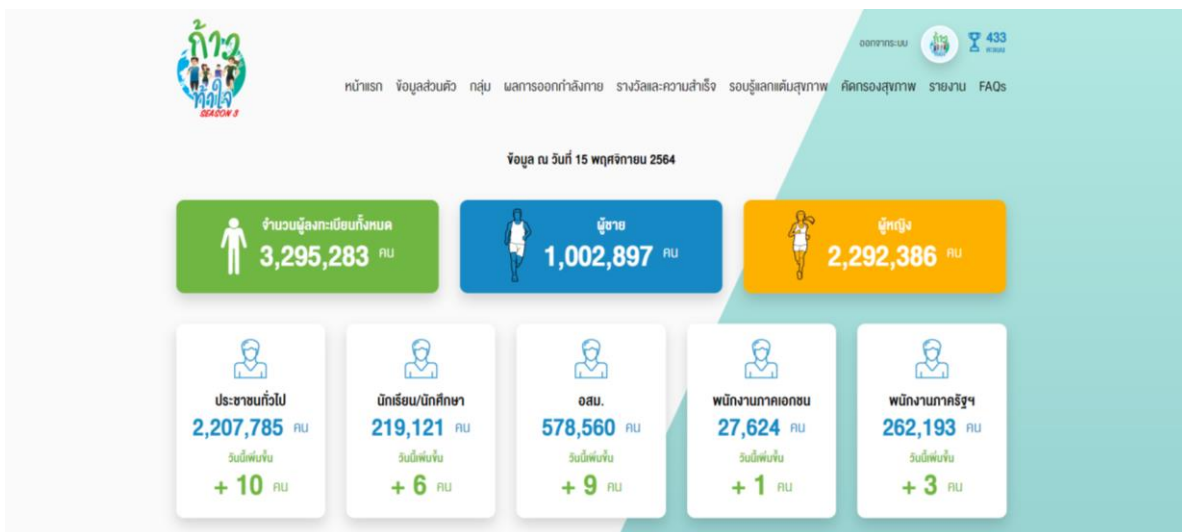 ก้าว
ท้าใจ
SEASON 3
ออกจากระบบ
433
หน้าแรก ข้อมูลส่วนตัว กลุ่ม ผลการออกกำลังกาย รางวัลและความสำเร็จ รอบรู้แลกแต้มสุขภาพ คัดกรองสุขภาพ รายงาน FAQs
ข้อมูล ณ วันที่ 15 พฤศจิกายน 2564
จำนวนผู้ลงทะเบียนทั้งหมด
3,295,283 คน
ผู้ชาย
1,002,897 คน
ผู้หญิง
2,292,386 คน
ประชาชนทั่วไป
2,207,785 คน
วันนี้เพิ่มขึ้น
+ 10 คน
นักเรียน/นักศึกษา
219,121 คน
วันนี้เพิ่มขึ้น
+ 6 คน
อสม.
578,560 คน
วันนี้เพิ่มขึ้น
+ 9 คน
พนักงานภาคเอกชน
27,624 คน
วันนี้เพิ่มขึ้น
+ 1 คน
พนักงานภาครัฐฯ
262,193 คน
วันนี้เพิ่มขึ้น
+ 3 คน